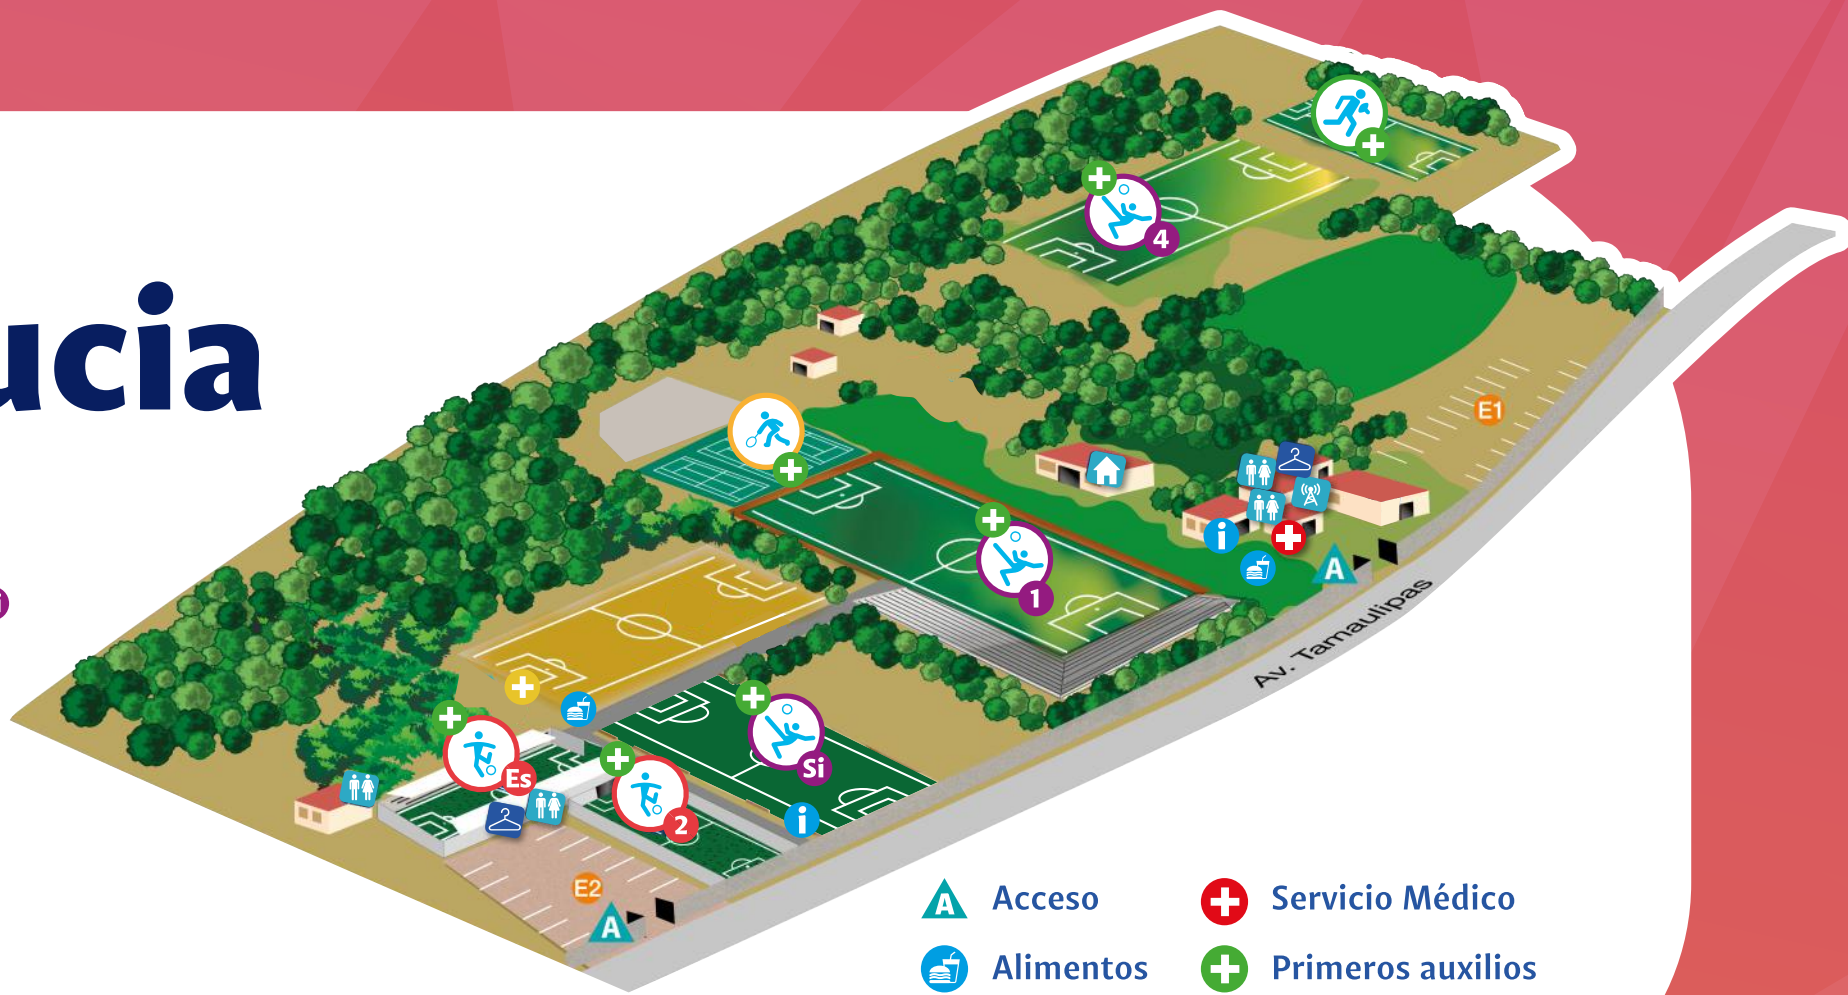 ucia
4
E1
i
A
1
Av. Tamaulipas
Si
Es
2
i
E2
A
A Acceso
Servicio Médico
Alimentos
Primeros auxilios